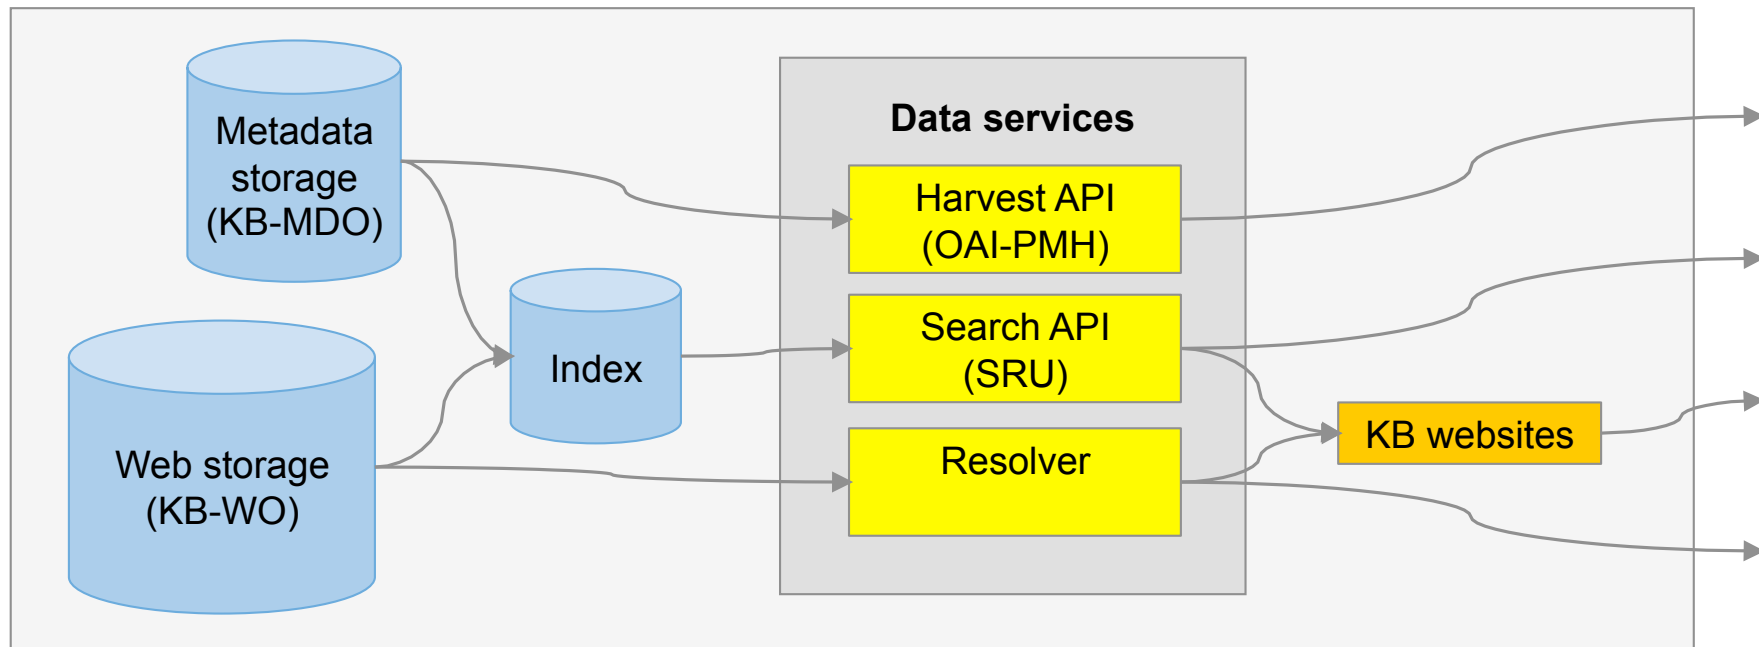 Metadata
storage
(KB-MDO)
Data services
Harvest API
(OAI-PMH)
Index
Search API
(SRU)
Web storage
(KB-WO)
Resolver
KB websites